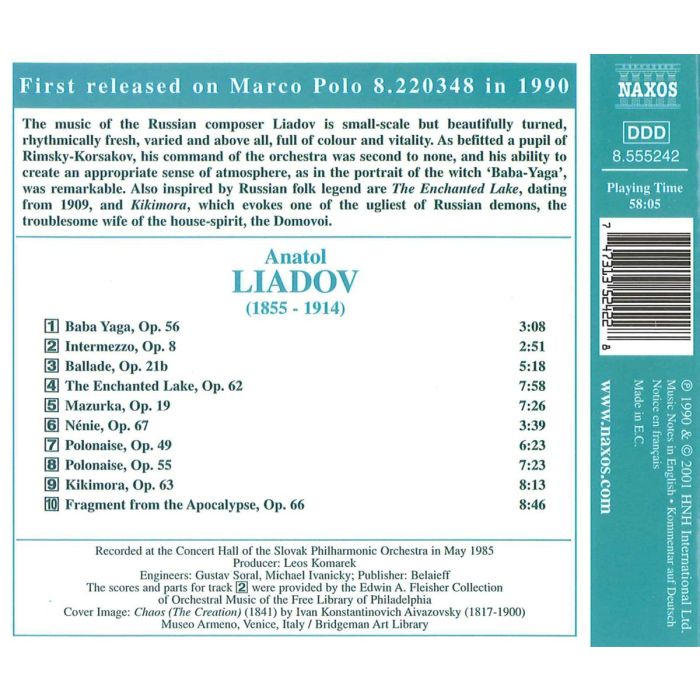 First released on Marco Polo 8.220348 in 1990
The music of the Russian composer Liadov is small-scale but beautifully turned,
rhythmically fresh, varied and above all, full of colour and vitality. As befitted a pupil of
Rimsky-Korsakov, his command of the orchestra was second to none, and his ability to
create an appropriate sense of atmosphere, as in the portrait of the witch ‘Baba-Yaga’,
was remarkable. Also inspired by Russian folk legend are The Enchanted Lake, dating
from 1909, and Kikimora, which evokes one of the ugliest of Russian demons, the
troublesome wife of the house-spirit, the Domovoi.
Anatol
LIADOV
(1855 - 1914)
1 Baba Yaga, Op. 56 3:08
2 Intermezzo, Op. 8 2:51
3 Ballade, Op. 21b 5:18
4 The Enchanted Lake, Op. 62 7:58
5 Mazurka, Op. 19 7:26
6 Nénie, Op. 67 3:39
7 Polonaise, Op. 49 6:23
8 Polonaise, Op. 55 7:23
9 Kikimora, Op. 63 8:13
10 Fragment from the Apocalypse, Op. 66 8:46
Recorded at the Concert Hall of the Slovak Philharmonic Orchestra in May 1985
Producer: Leos Komarek
Engineers: Gustav Soral, Michael Ivanicky; Publisher: Belaieff
The scores and parts for track 2 were provided by the Edwin A. Fleisher Collection
of Orchestral Music of the Free Library of Philadelphia
Cover Image: Chaos (The Creation) (1841) by Ivan Konstantinovich Aivazovsky (1817-1900)
Museo Armeno, Venice, Italy / Bridgeman Art Library
NAXOS
DDD
8.555242
Playing Time
58:05
7 47313 52422 8
℗ 1990 & © 2001 HNH International Ltd.
Music Notes in English • Kommentar auf Deutsch
Notice en français
Made in E.C.
www.naxos.com